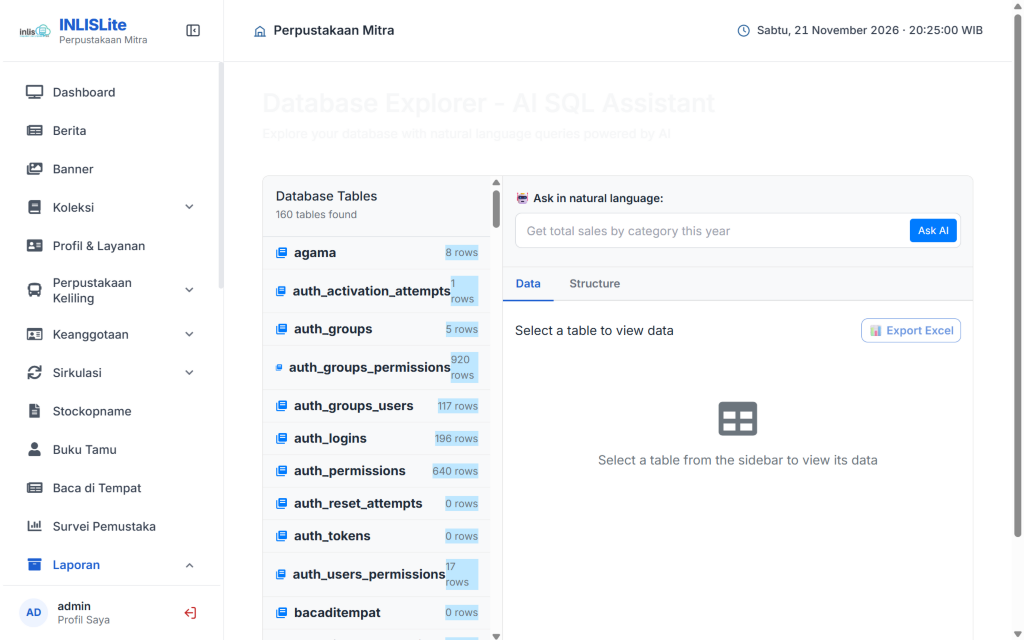 inlis
INLISLite
Perpustakaan Mitra
Perpustakaan Mitra
Sabtu, 21 November 2026 · 20:25:00 WIB
Dashboard
Berita
Banner
Koleksi
Profil & Layanan
Perpustakaan
Keliling
Keanggotaan
Sirkulasi
Stockopname
Buku Tamu
Baca di Tempat
Survei Pemustaka
Laporan
AD
admin
Profil Saya
Database Explorer - AI SQL Assistant
Explore your database with natural language queries powered by AI
Database Tables
160 tables found
agama 8 rows
auth_activation_attempts 1 rows
auth_groups 5 rows
auth_groups_permissions 920 rows
auth_groups_users 117 rows
auth_logins 196 rows
auth_permissions 640 rows
auth_reset_attempts 0 rows
auth_tokens 0 rows
auth_users_permissions 17 rows
bacaditempat 0 rows
Ask in natural language:
Get total sales by category this year
Ask AI
Data Structure
Select a table to view data
Export Excel
Select a table from the sidebar to view its data